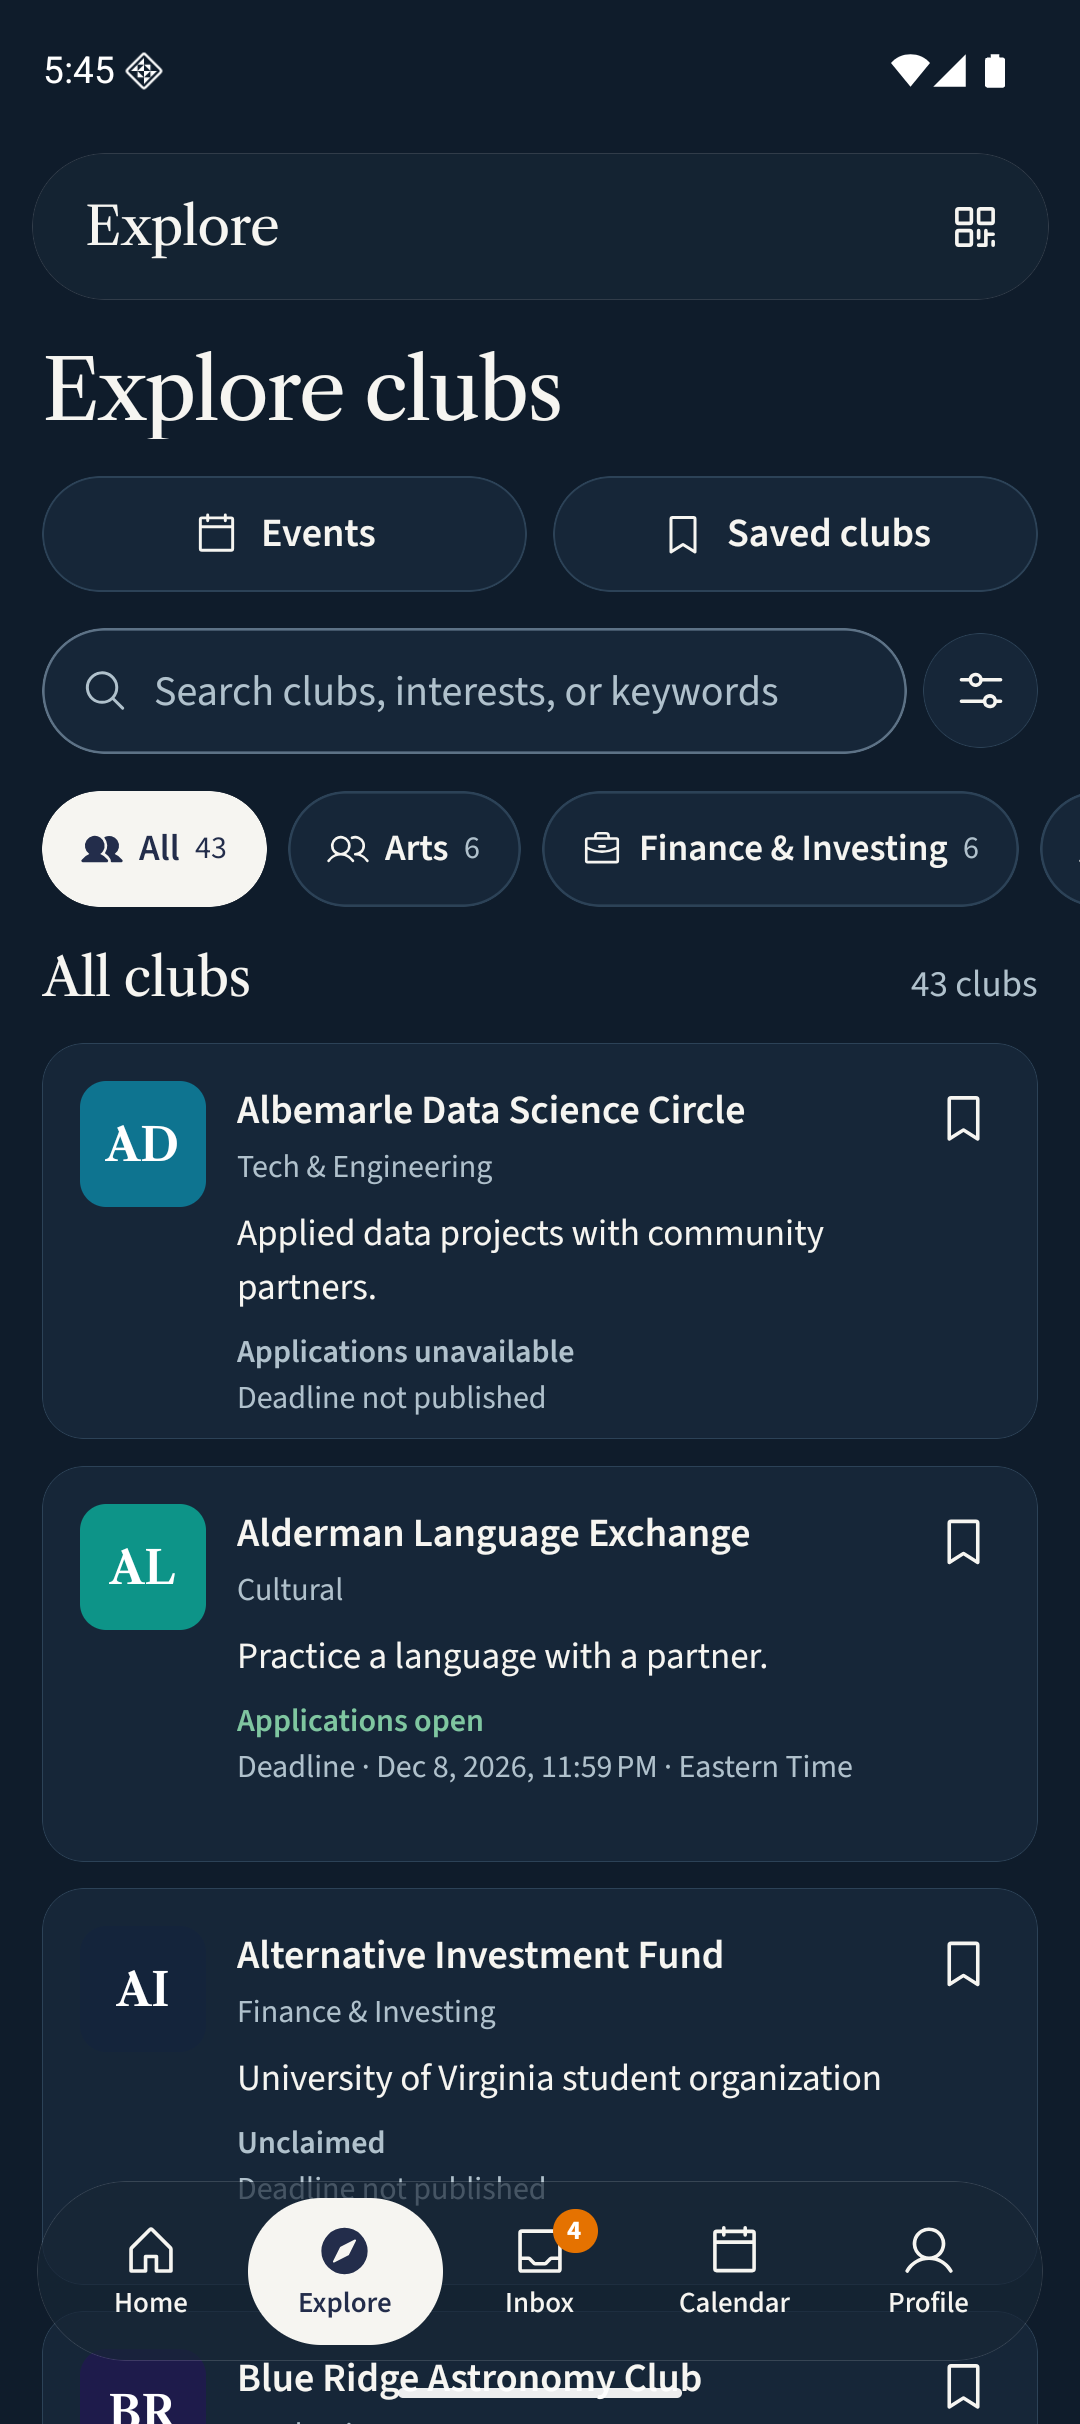 5:45
Explore
Explore clubs
Events
Saved clubs
Search clubs, interests, or keywords
All 43
Arts 6
Finance & Investing 6
All clubs
43 clubs
AD
Albemarle Data Science Circle
Tech & Engineering
Applied data projects with community
partners.
Applications unavailable
Deadline not published
AL
Alderman Language Exchange
Cultural
Practice a language with a partner.
Applications open
Deadline · Dec 8, 2026, 11:59 PM · Eastern Time
AI
Alternative Investment Fund
Finance & Investing
University of Virginia student organization
Unclaimed
Deadline not published
4
Home
Explore
Inbox
Calendar
Profile
BR
Blue Ridge Astronomy Club